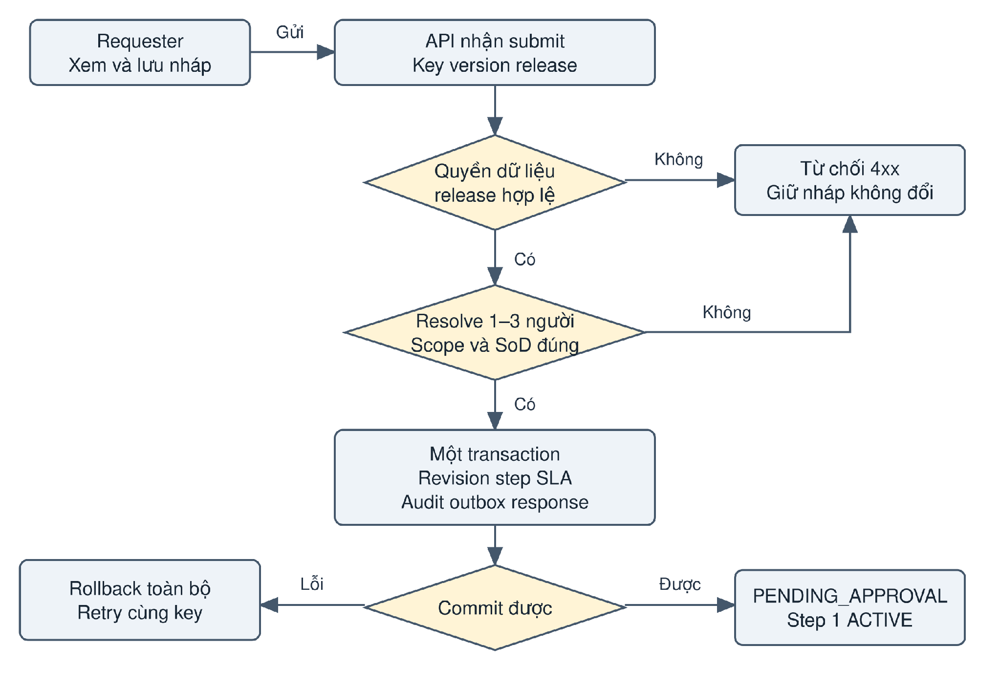 Requester
Xem và lưu nháp
Gửi
API nhận submit
Key version release
Quyền dữ liệu
release hợp lệ
Không
Từ chối 4xx
Giữ nháp không đổi
Có
Resolve 1–3 người
Scope và SoD đúng
Không
Có
Một transaction
Revision step SLA
Audit outbox response
Rollback toàn bộ
Retry cùng key
Lỗi
Commit được
Được
PENDING_APPROVAL
Step 1 ACTIVE